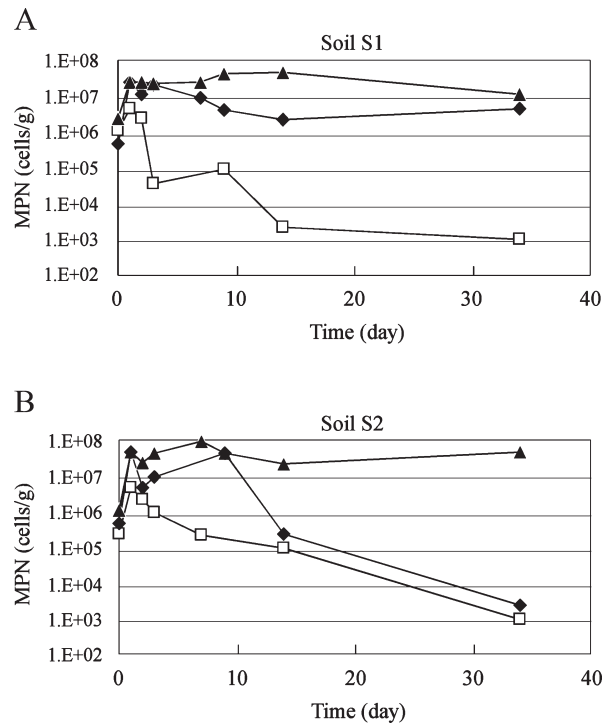 A
Soil S1
1.E+08
1.E+07
1.E+06
1.E+05
1.E+04
1.E+03
1.E+02
MPN (cells/g)
0 10 20 30 40
Time (day)
B
Soil S2
1.E+08
1.E+07
1.E+06
1.E+05
1.E+04
1.E+03
1.E+02
MPN (cells/g)
0 10 20 30 40
Time (day)